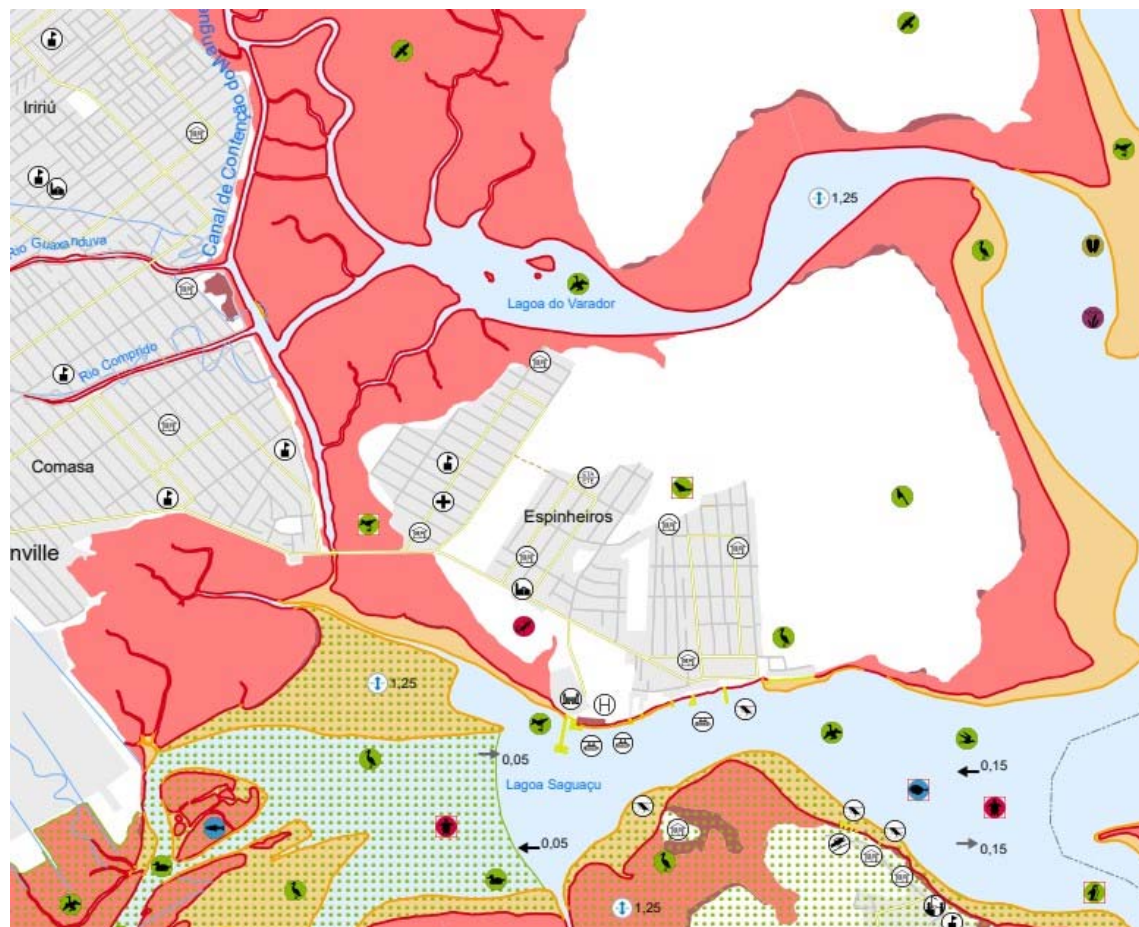 Canal de Contenção do Mangue
Iririú
1,25
Rio Guaxanduva
Lagoa do Varador
Rio Comprido
Comasa
Espinheiros
nville
1,25
H
0,05
Lagoa Saguaçu
0,15
0,05
0,15
1,25